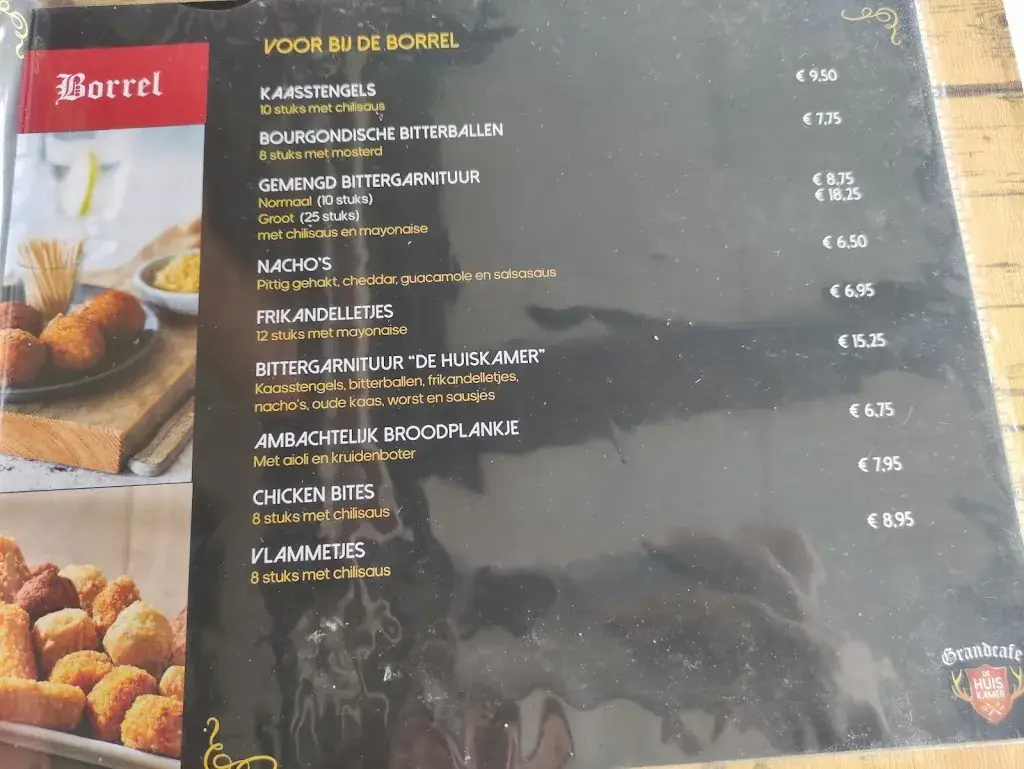 Borrel
VOOR BIJ DE BORREL
KAASSTENGELS € 9,50
10 stuks met chilisaus
BOURGONDISCHE BITTERBALLEN € 7,75
8 stuks met mosterd
GEMENGD BITTERGARNITUUR
Normaal (10 stuks) € 8,75
Groot (25 stuks) € 18,25
met chilisaus en mayonaise
NACHO'S € 6,50
Pittig gehakt, cheddar, guacamole en salsasaus
FRIKANDELLETJES € 6,95
12 stuks met mayonaise
BITTERGARNITUUR "DE HUISKAMER" € 15,25
Kaasstengels, bitterballen, frikandelletjes,
nacho's, oude kaas, worst en sausjes
AMBACHTELIJK BROODPLANKJE € 6,75
Met aioli en kruidenboter
CHICKEN BITES € 7,95
8 stuks met chilisaus
VLAMMETJES € 8,95
8 stuks met chilisaus
Grandcafe
DE
HUIS
KAMER